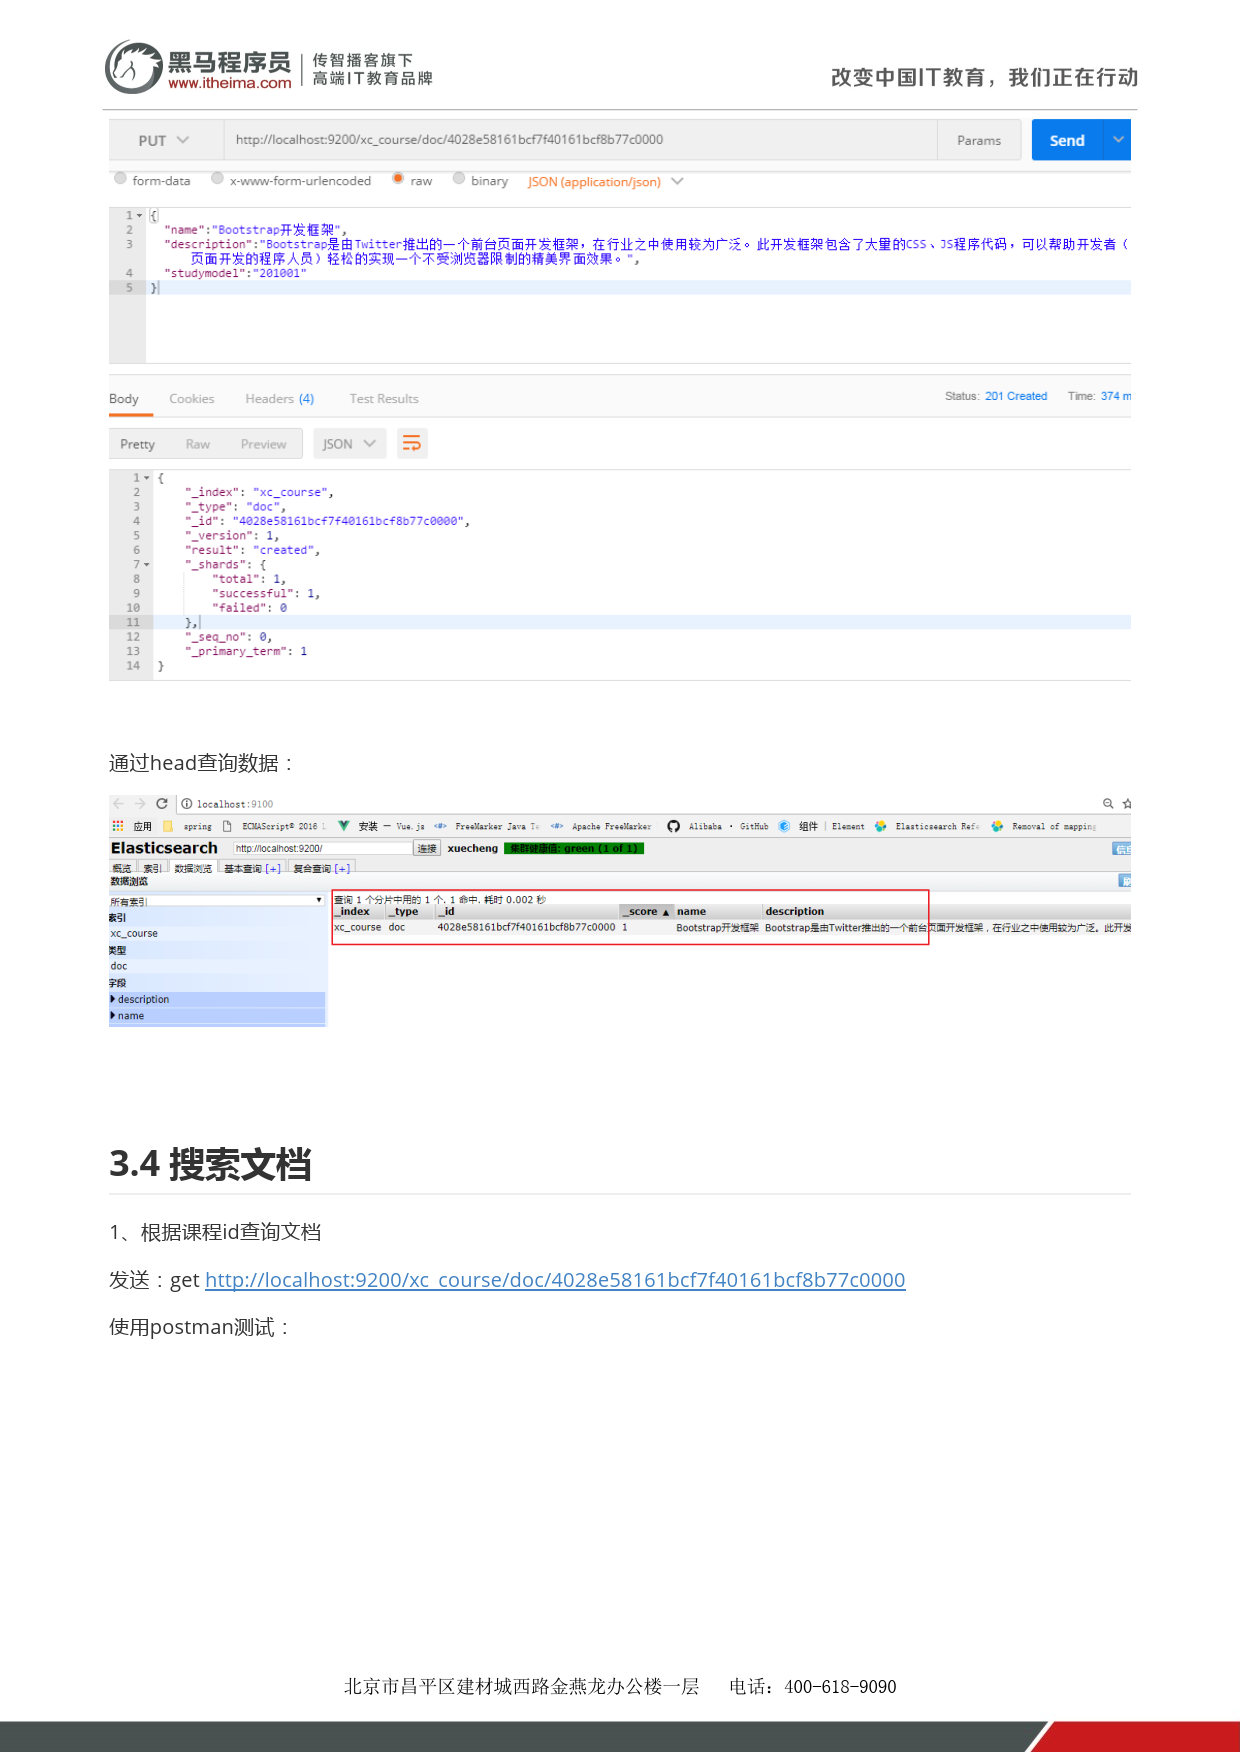 黑马程序员
www.itheima.com
传智播客旗下
高端IT教育品牌
改变中国IT教育，我们正在行动
PUT http://localhost:9200/xc_course/doc/4028e58161bcf7f40161bcf8b77c0000 Params Send
form-data x-www-form-urlencoded raw binary JSON (application/json)
1 {
2 "name":"Bootstrap开发框架",
3 "description":"Bootstrap是由Twitter推出的一个前台页面开发框架，在行业之中使用较为广泛。此开发框架包含了大量的CSS、JS程序代码，可以帮助开发者（
页面开发的程序人员）轻松的实现一个不受浏览器限制的精美界面效果。",
4 "studymodel":"201001"
5 }
Body Cookies Headers (4) Test Results Status: 201 Created Time: 374 m
Pretty Raw Preview JSON
1 {
2 "_index": "xc_course",
3 "_type": "doc",
4 "_id": "4028e58161bcf7f40161bcf8b77c0000",
5 "_version": 1,
6 "result": "created",
7 "_shards": {
8 "total": 1,
9 "successful": 1,
10 "failed": 0
11 },
12 "_seq_no": 0,
13 "_primary_term": 1
14 }
通过head查询数据：
localhost:9100
应用 spring ECMAScript® 2016 L 安装 — Vue.js FreeMarker Java Te Apache FreeMarker Alibaba · GitHub 组件 | Element Elasticsearch Refe Removal of mapping
Elasticsearch http://localhost:9200/ 连接 xuecheng 集群健康值: green (1 of 1)
概览 索引 数据浏览 基本查询 [+] 复合查询 [+]
数据浏览
所有索引 查询 1 个分片中用的 1 个. 1 命中. 耗时 0.002 秒
索引 _index _type _id _score ▲ name description
xc_course xc_course doc 4028e58161bcf7f40161bcf8b77c0000 1 Bootstrap开发框架 Bootstrap是由Twitter推出的一个前台页面开发框架，在行业之中使用较为广泛。此开发
类型
doc
字段
description
name
3.4 搜索文档
1、根据课程id查询文档
发送：get http://localhost:9200/xc_course/doc/4028e58161bcf7f40161bcf8b77c0000
使用postman测试：
北京市昌平区建材城西路金燕龙办公楼一层 电话：400-618-9090